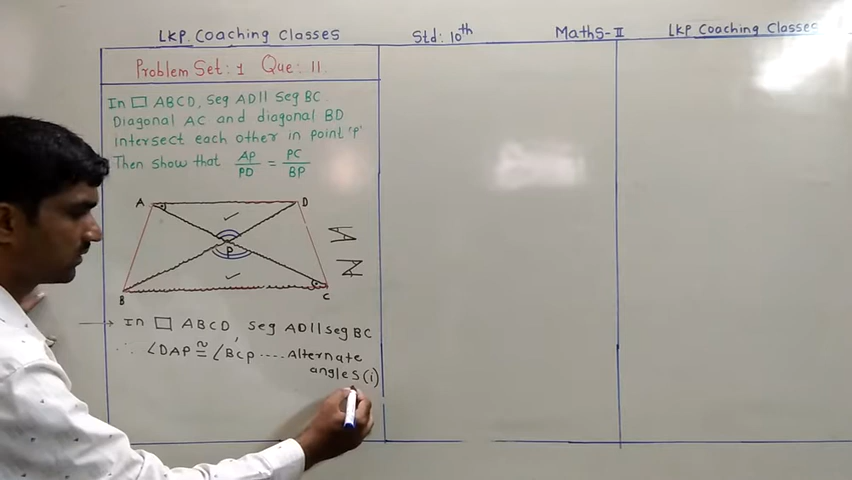 LKP. Coaching Classes
Std: 10th
Maths-II
LKP Coaching Classes
Problem Set: 1 Que: 11
In □ ABCD, Seg AD || Seg BC.
Diagonal AC and diagonal BD
intersect each other in point 'P'
Then show that AP/PD = PC/BP
A
D
P
B
C
→ In □ ABCD, seg AD || seg BC
∴ ∠DAP ≅ ∠BCP .... Alternate
angles (i)